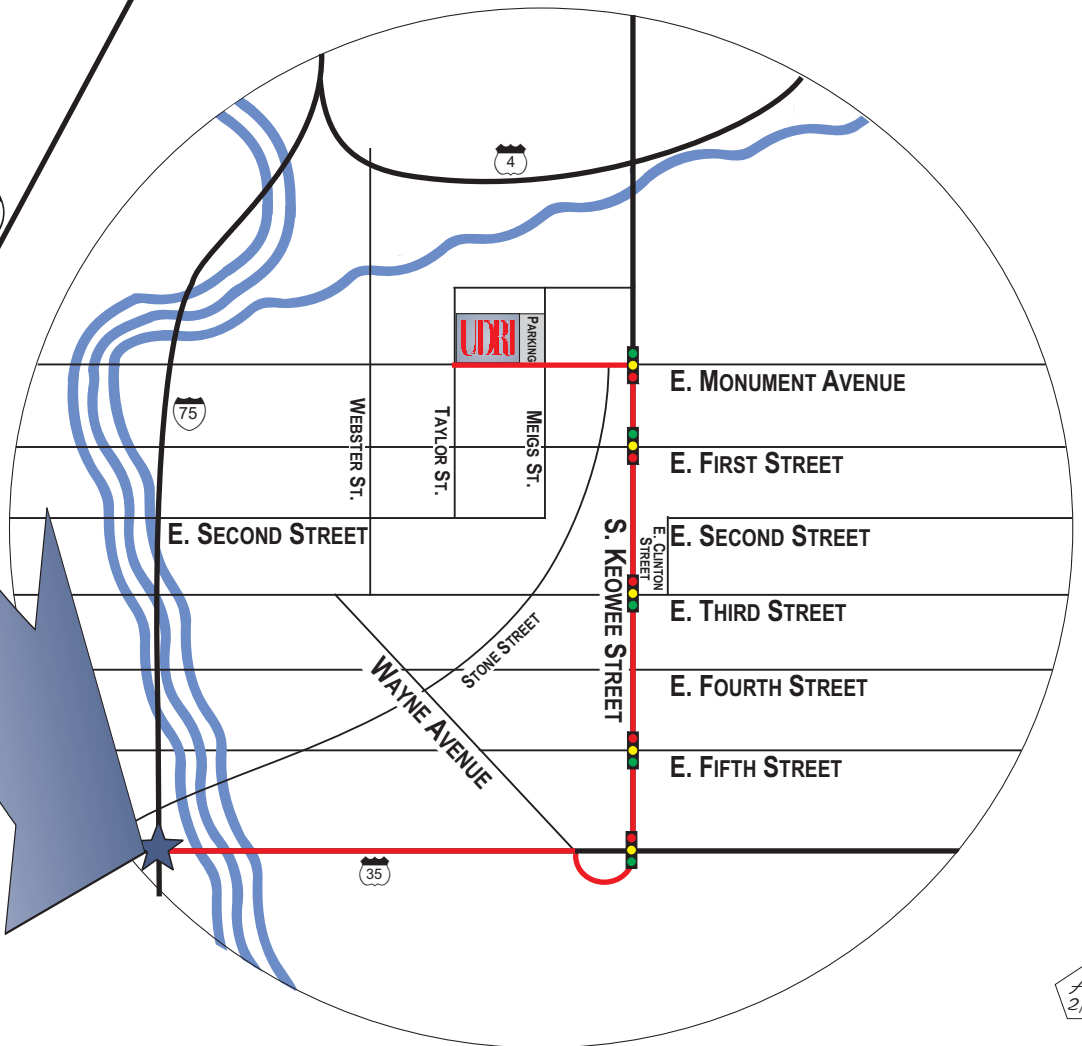 4
UDRI
PARKING
E. MONUMENT AVENUE
75
WEBSTER ST.
TAYLOR ST.
MEIGS ST.
E. FIRST STREET
E. SECOND STREET
S. KEOWEE STREET
E. CLINTON
STREET
E. SECOND STREET
E. THIRD STREET
STONE STREET
WAYNE AVENUE
E. FOURTH STREET
E. FIFTH STREET
35